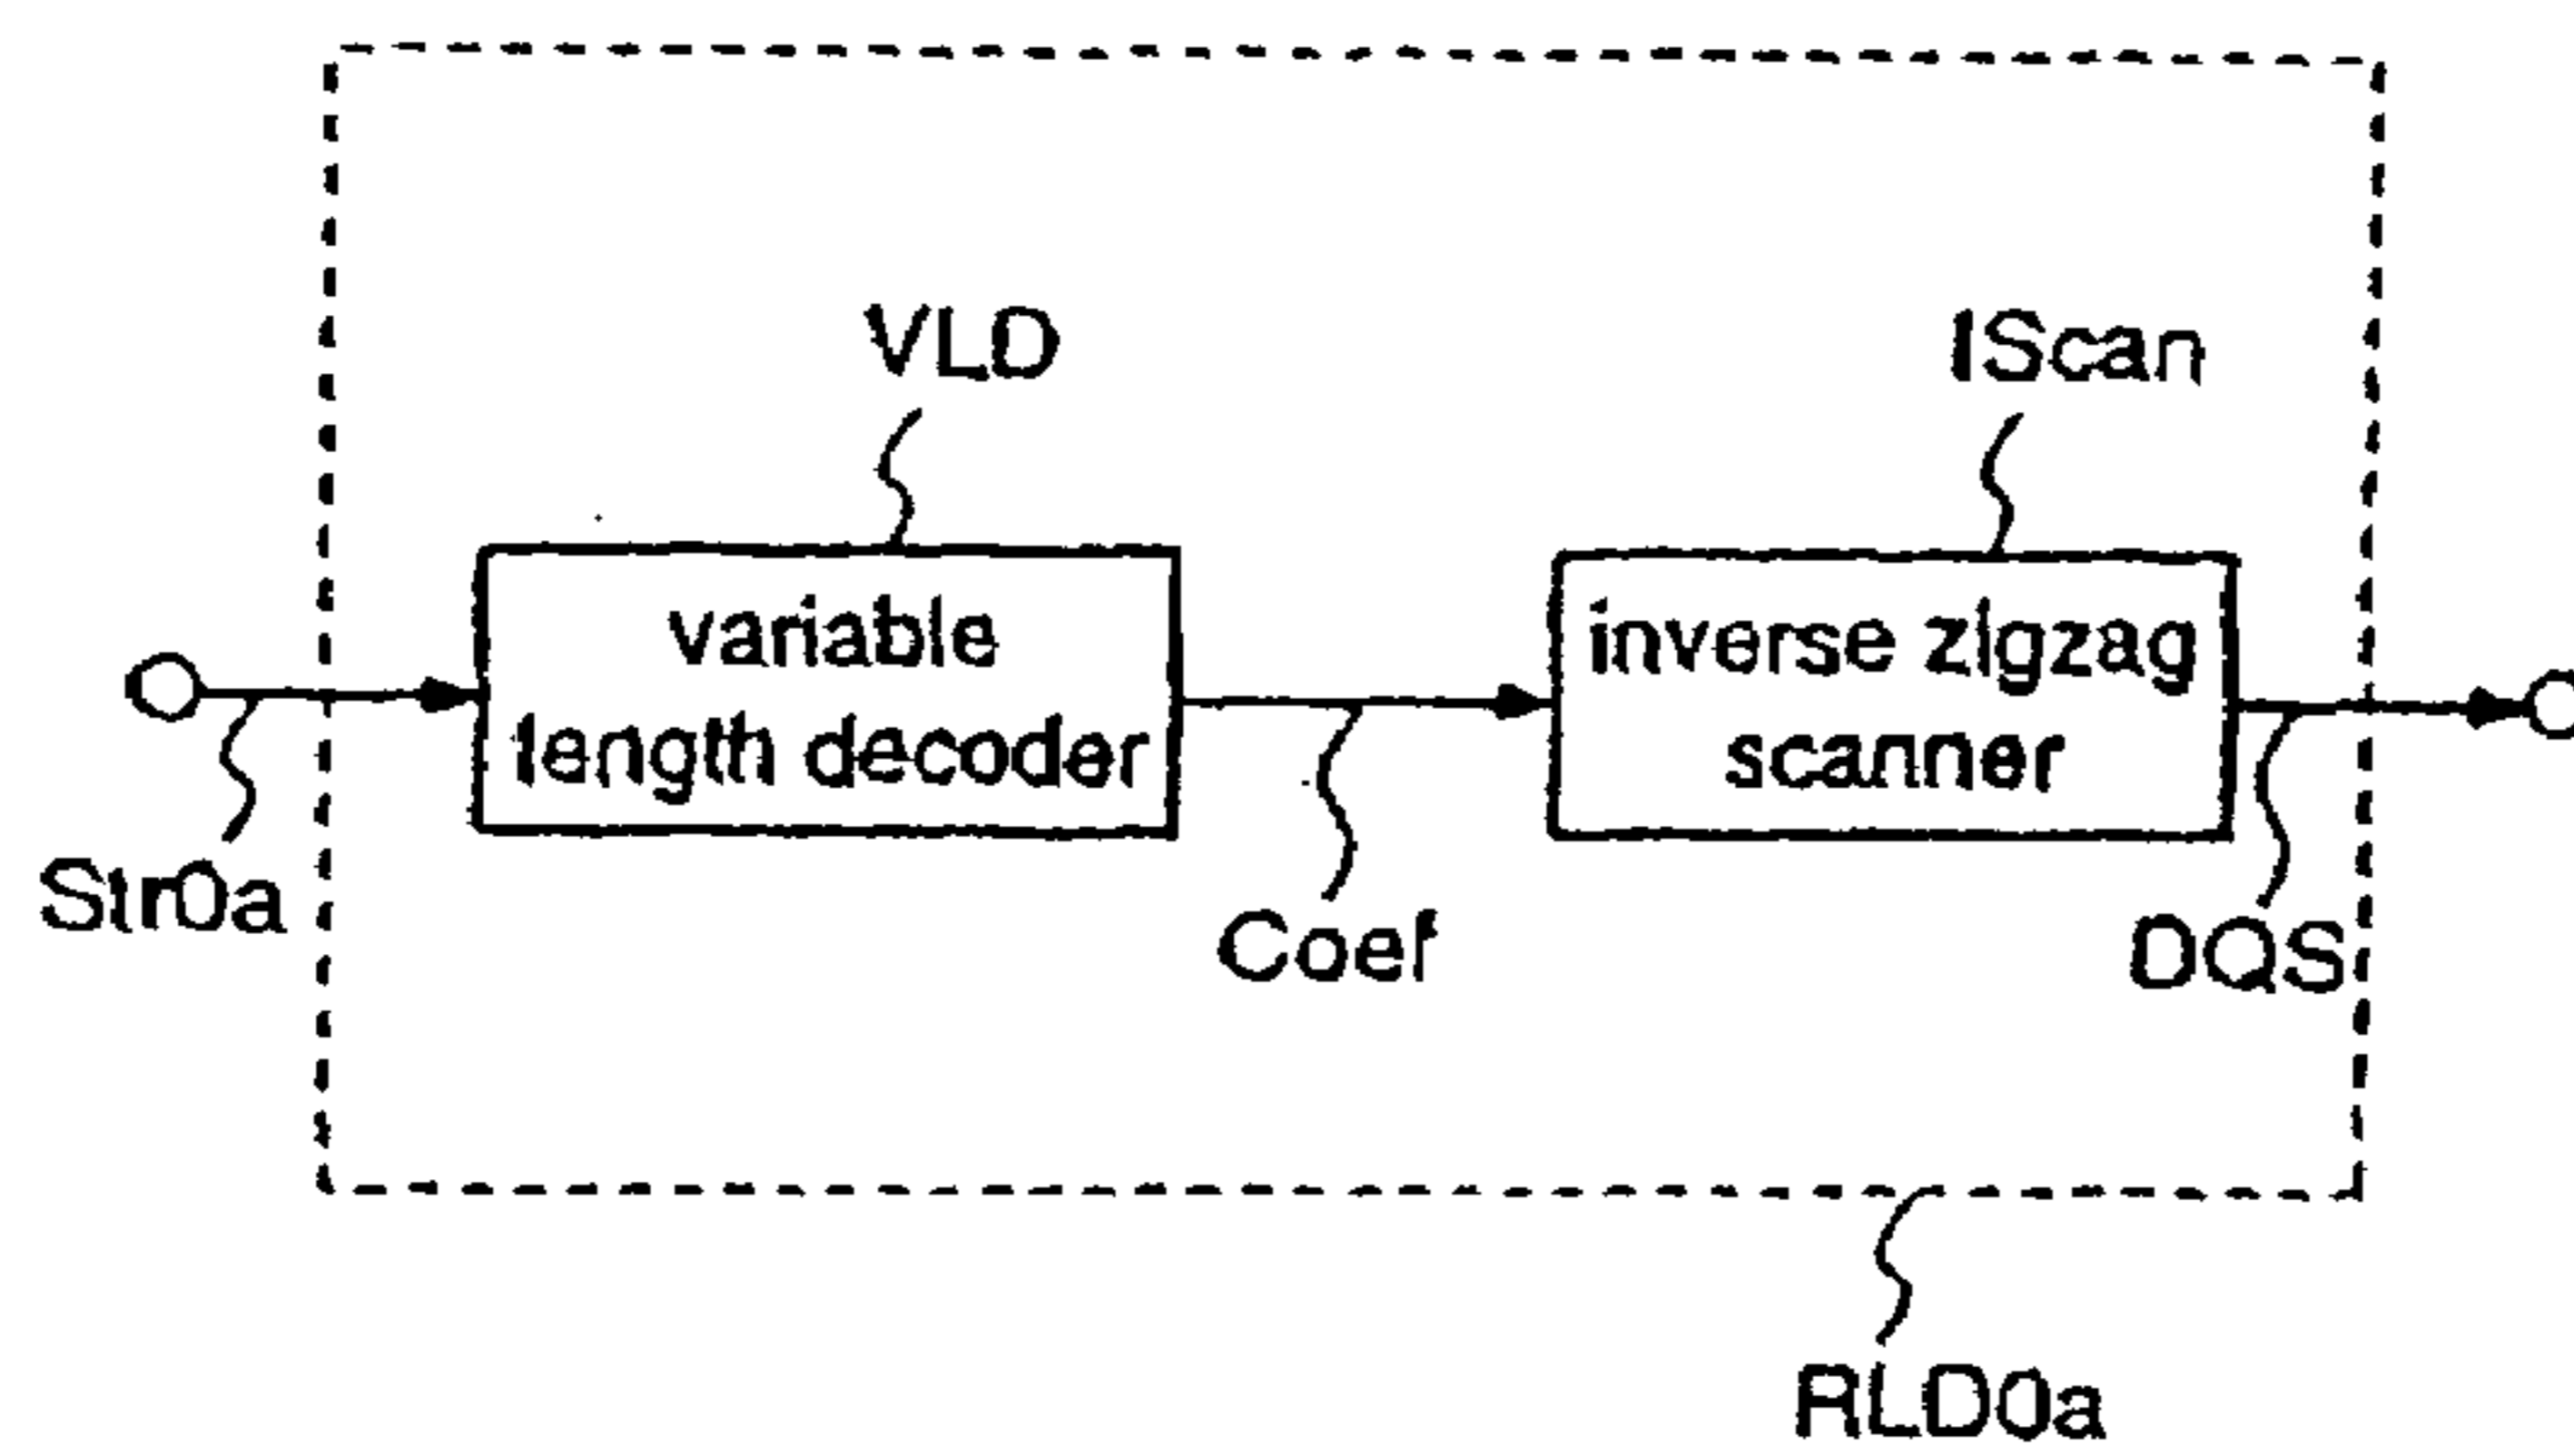 VLD
IScan
variable
length decoder
inverse zigzag
scanner
Str0a
Coef
DQS
RLD0a